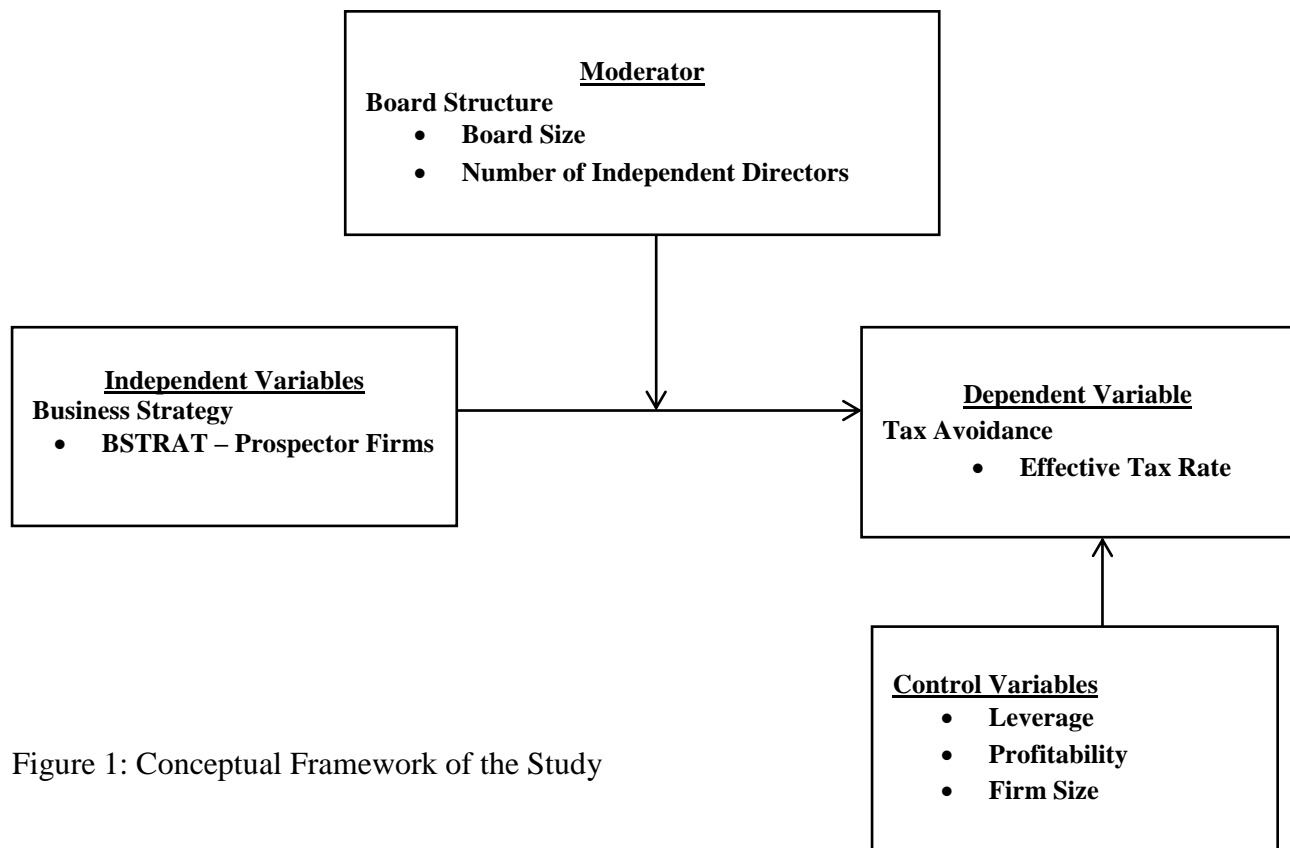 Moderator
Board Structure
• Board Size
• Number of Independent Directors
Independent Variables
Business Strategy
• BSTRAT – Prospector Firms
Dependent Variable
Tax Avoidance
• Effective Tax Rate
Control Variables
• Leverage
• Profitability
• Firm Size
Figure 1: Conceptual Framework of the Study